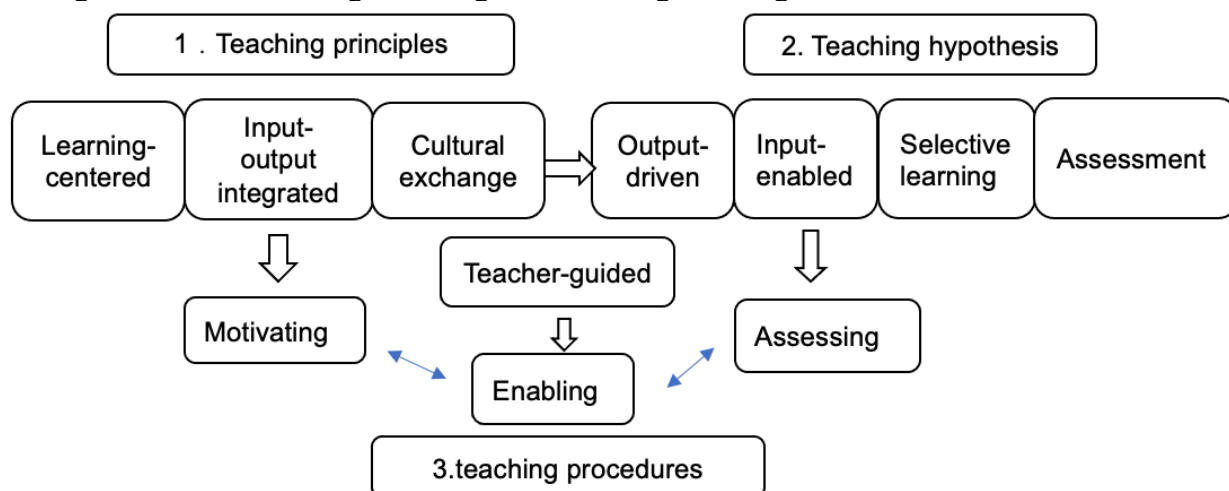 1．Teaching principles
2. Teaching hypothesis
Learning-
centered
Input-
output
integrated
Cultural
exchange
Output-
driven
Input-
enabled
Selective
learning
Assessment
Teacher-guided
Motivating
Assessing
Enabling
3.teaching procedures